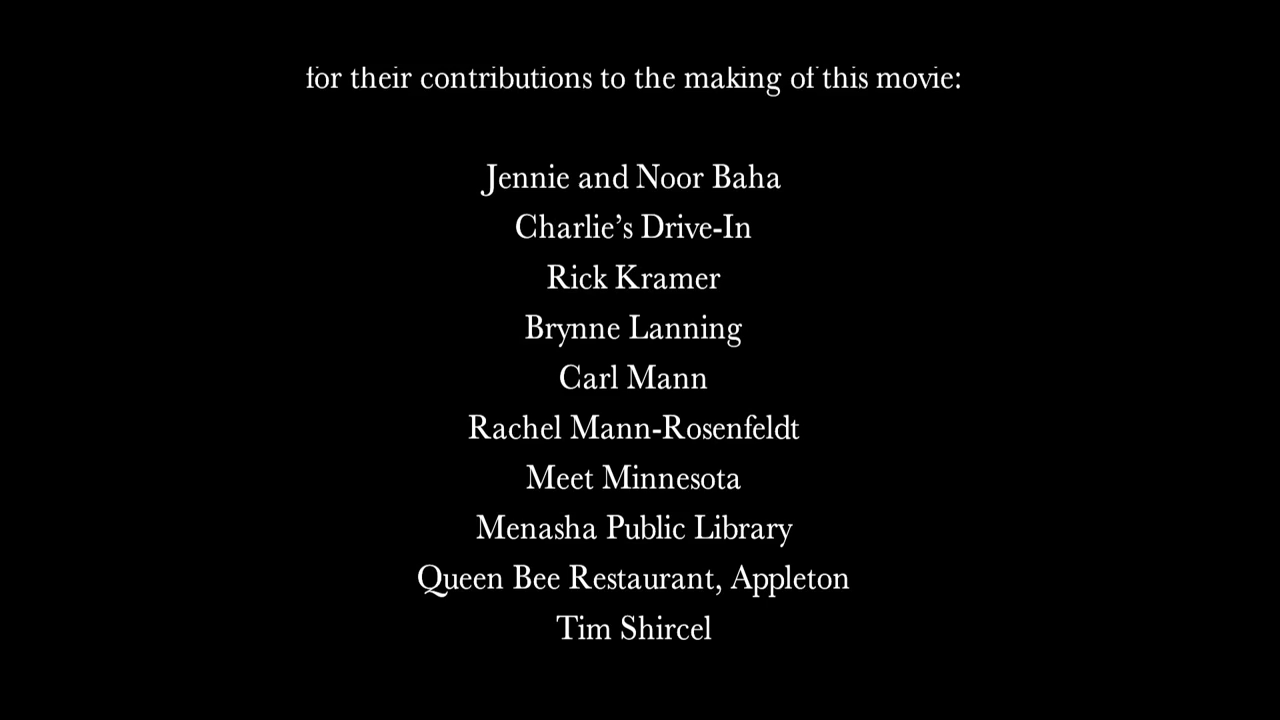 for their contributions to the making of this movie:
Jennie and Noor Baha
Charlie’s Drive-In
Rick Kramer
Brynne Lanning
Carl Mann
Rachel Mann-Rosenfeldt
Meet Minnesota
Menasha Public Library
Queen Bee Restaurant, Appleton
Tim Shircel